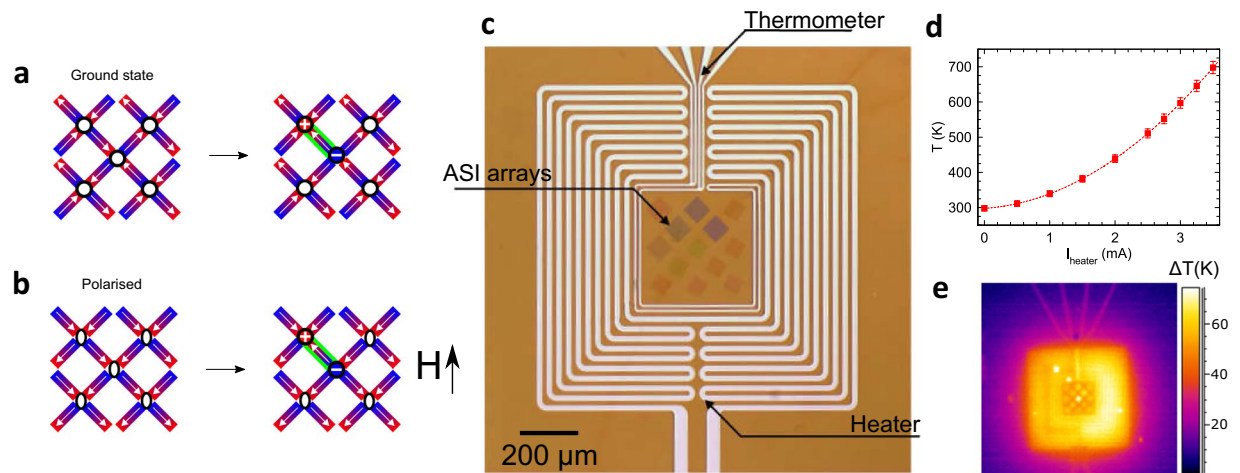 a
Ground state
+
−
b
Polarised
+
−
H
c
Thermometer
ASI arrays
Heater
200 µm
d
T (K)
700
600
500
400
300
0 1 2 3
I heater (mA)
e
ΔT(K)
60
40
20